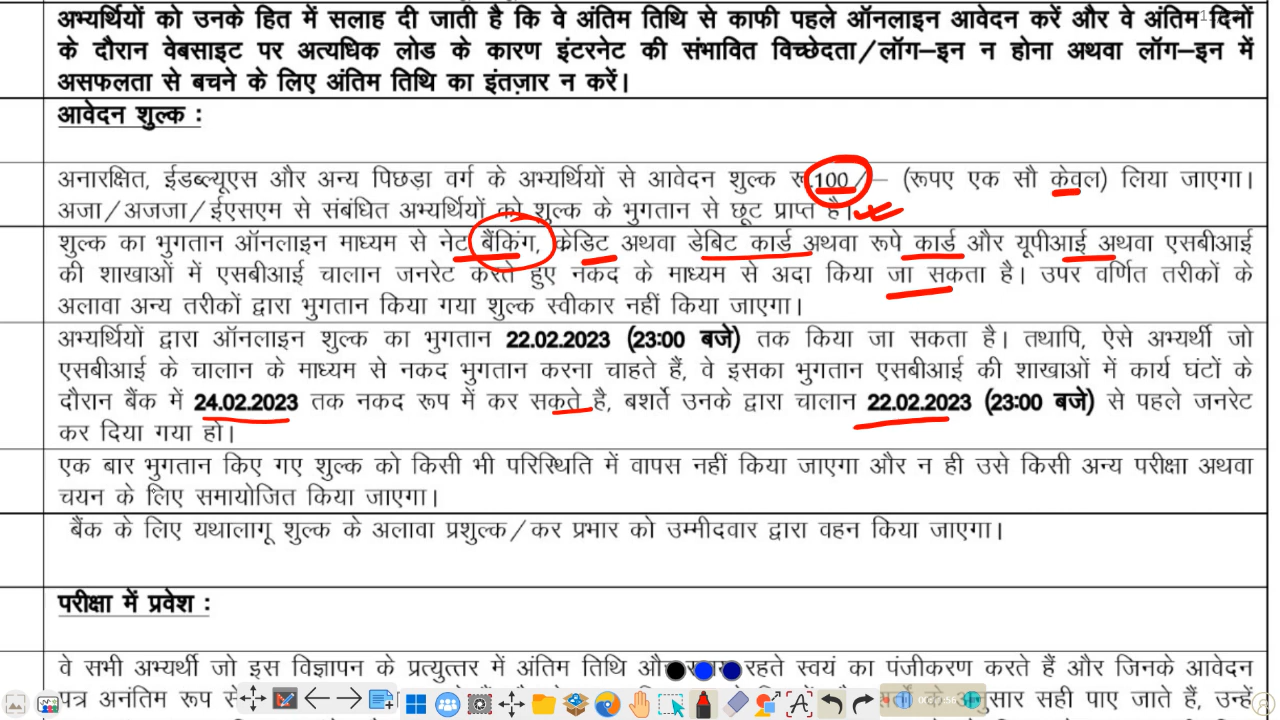 अभ्यर्थियों को उनके हित में सलाह दी जाती है कि वे अंतिम तिथि से काफी पहले ऑनलाइन आवेदन करें और वे अंतिम दिनों
के दौरान वेबसाइट पर अत्यधिक लोड के कारण इंटरनेट की संभावित विच्छेदता/लॉग–इन न होना अथवा लॉग–इन में
असफलता से बचने के लिए अंतिम तिथि का इंतज़ार न करें।
आवेदन शुल्क :
अनारक्षित, ईडब्ल्यूएस और अन्य पिछड़ा वर्ग के अभ्यर्थियों से आवेदन शुल्क रू 100/– (रूपए एक सौ केवल) लिया जाएगा।
अजा/अजजा/ईएसएम से संबंधित अभ्यर्थियों को शुल्क के भुगतान से छूट प्राप्त है।
शुल्क का भुगतान ऑनलाइन माध्यम से नेट बैंकिंग, क्रेडिट अथवा डेबिट कार्ड अथवा रूपे कार्ड और यूपीआई अथवा एसबीआई
की शाखाओं में एसबीआई चालान जनरेट करते हुए नकद के माध्यम से अदा किया जा सकता है। उपर वर्णित तरीकों के
अलावा अन्य तरीकों द्वारा भुगतान किया गया शुल्क स्वीकार नहीं किया जाएगा।
अभ्यर्थियों द्वारा ऑनलाइन शुल्क का भुगतान 22.02.2023 (23:00 बजे) तक किया जा सकता है। तथापि, ऐसे अभ्यर्थी जो
एसबीआई के चालान के माध्यम से नकद भुगतान करना चाहते हैं, वे इसका भुगतान एसबीआई की शाखाओं में कार्य घंटों के
दौरान बैंक में 24.02.2023 तक नकद रूप में कर सकते है, बशर्ते उनके द्वारा चालान 22.02.2023 (23:00 बजे) से पहले जनरेट
कर दिया गया हो।
एक बार भुगतान किए गए शुल्क को किसी भी परिस्थिति में वापस नहीं किया जाएगा और न ही उसे किसी अन्य परीक्षा अथवा
चयन के लिए समायोजित किया जाएगा।
बैंक के लिए यथालागू शुल्क के अलावा प्रशुल्क/कर प्रभार को उम्मीदवार द्वारा वहन किया जाएगा।
परीक्षा में प्रवेश :
वे सभी अभ्यर्थी जो इस विज्ञापन के प्रत्युत्तर में अंतिम तिथि और रहते स्वयं का पंजीकरण करते हैं और जिनके आवेदन
पत्र अनंतिम रूप से अनुसार सही पाए जाते हैं, उन्हें